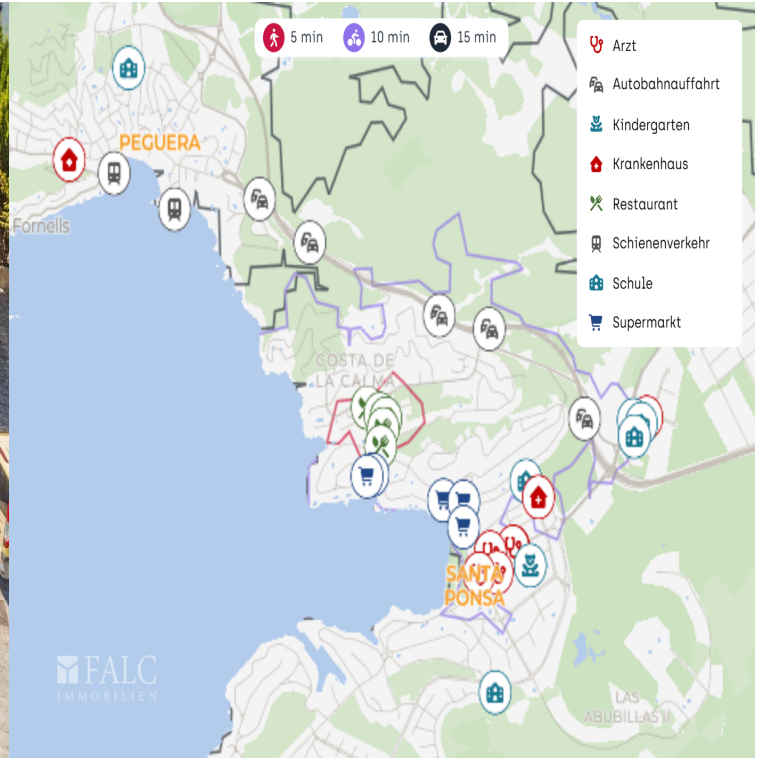 5 min 10 min 15 min
Arzt
Autobahnauffahrt
Kindergarten
Krankenhaus
Restaurant
Schienenverkehr
Schule
Supermarkt
PEGUERA
Fornells
COSTA DE
LA CALMA
SANTA
PONSA
FALC
IMMOBILIEN
LAS
ABUBILLAS II